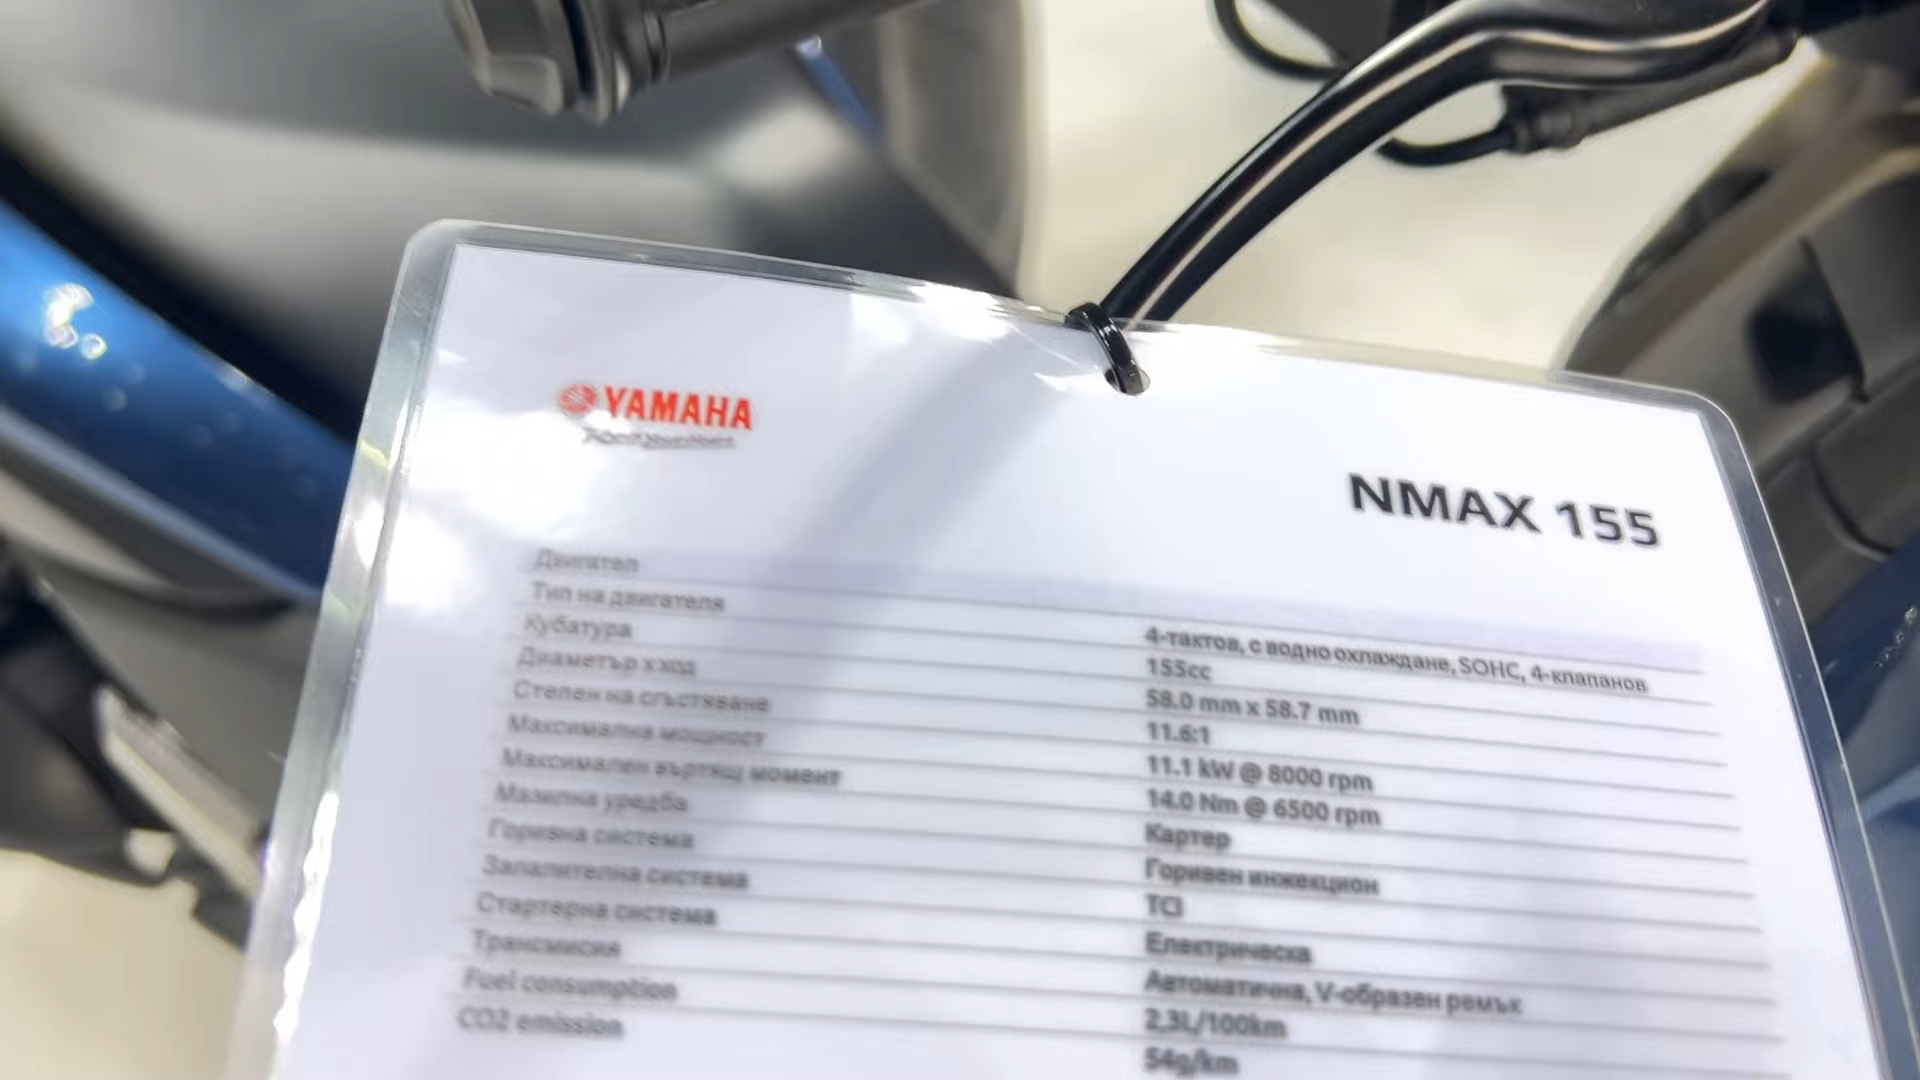 YAMAHA
NMAX 155
Двигател
Тип на двигателя 4-тактов, с водно охлаждане, SOHC, 4-клапанов
Кубатура 155cc
Диаметър x ход 58.0 mm x 58.7 mm
Степен на сгъстяване 11.6:1
Максимална мощност 11.1 kW @ 8000 rpm
Максимален въртящ момент 14.0 Nm @ 6500 rpm
Мазилна уредба Картер
Горивна система Горивен инжекцион
Запалителна система TCI
Стартерна система Електрическа
Трансмисия Автоматична, V-образен ремък
Fuel consumption 2,3L/100km
CO2 emission 54g/km